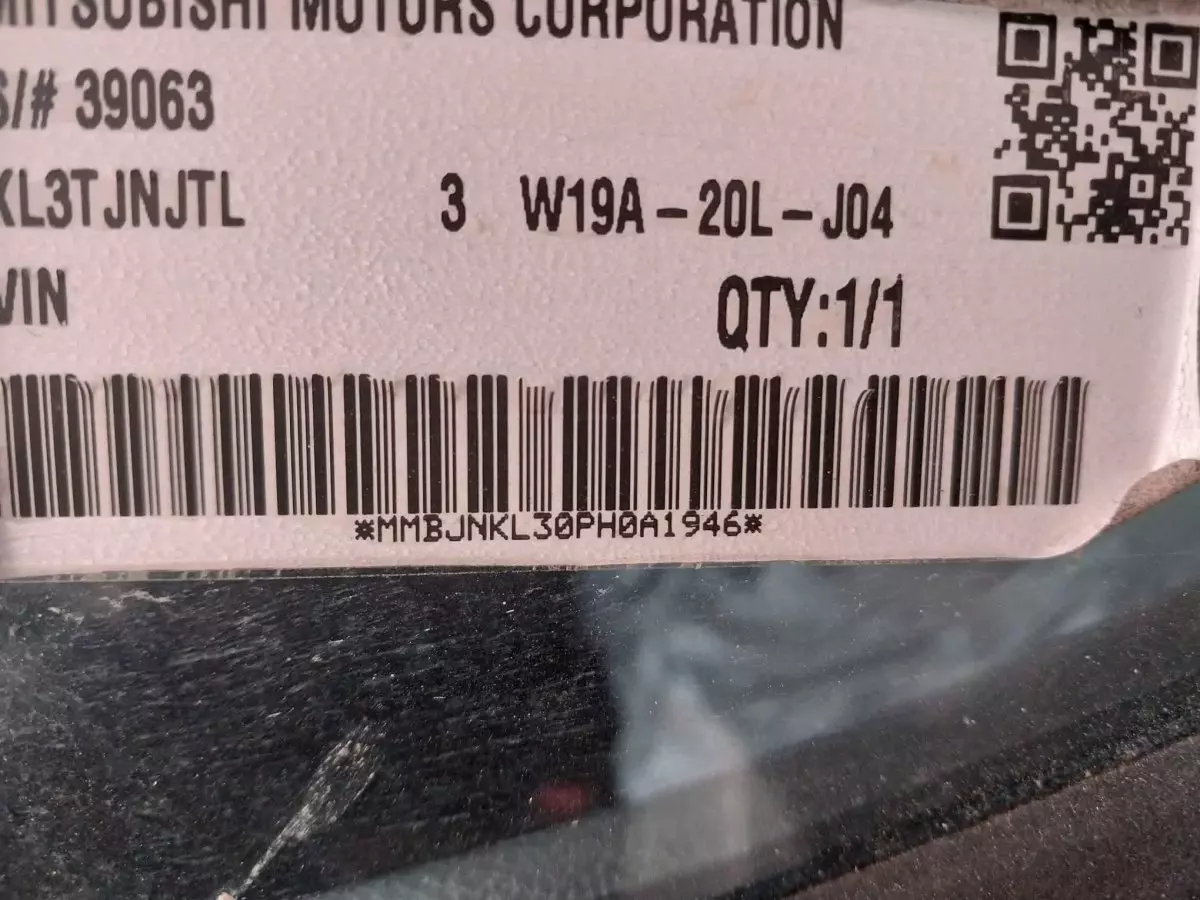 MITSUBISHI MOTORS CORPORATION
S/# 39063
KL3TJNJTL 3 W19A-20L-J04
VIN
QTY:1/1
*MMBJNKL30PH0A1946*